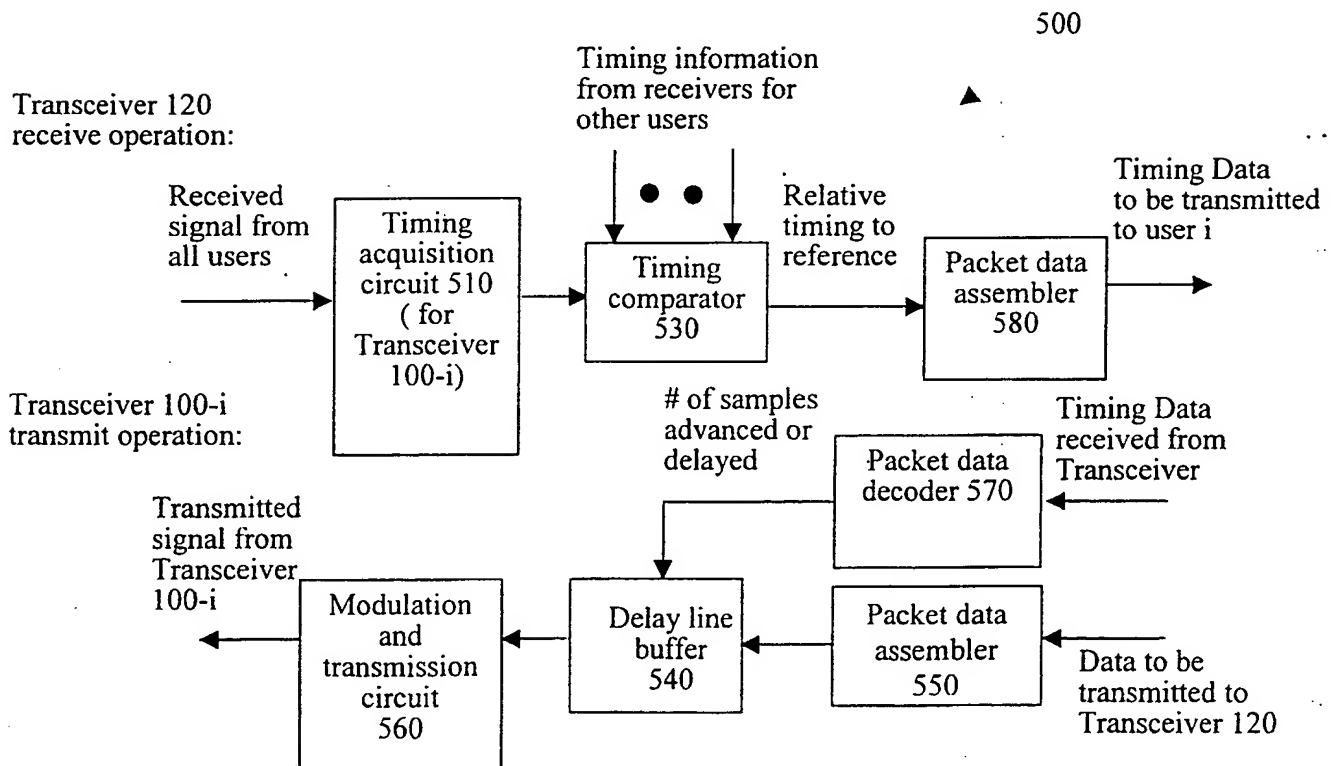 500
Timing information
from receivers for
other users
Transceiver 120
receive operation:
Received
signal from
all users
Timing
acquisition
circuit 510
( for
Transceiver
100-i)
Timing
comparator
530
Relative
timing to
reference
Packet data
assembler
580
Timing Data
to be transmitted
to user i
Transceiver 100-i
transmit operation:
# of samples
advanced or
delayed
Packet data
decoder 570
Timing Data
received from
Transceiver
Transmitted
signal from
Transceiver
100-i
Modulation
and
transmission
circuit
560
Delay line
buffer
540
Packet data
assembler
550
Data to be
transmitted to
Transceiver 120